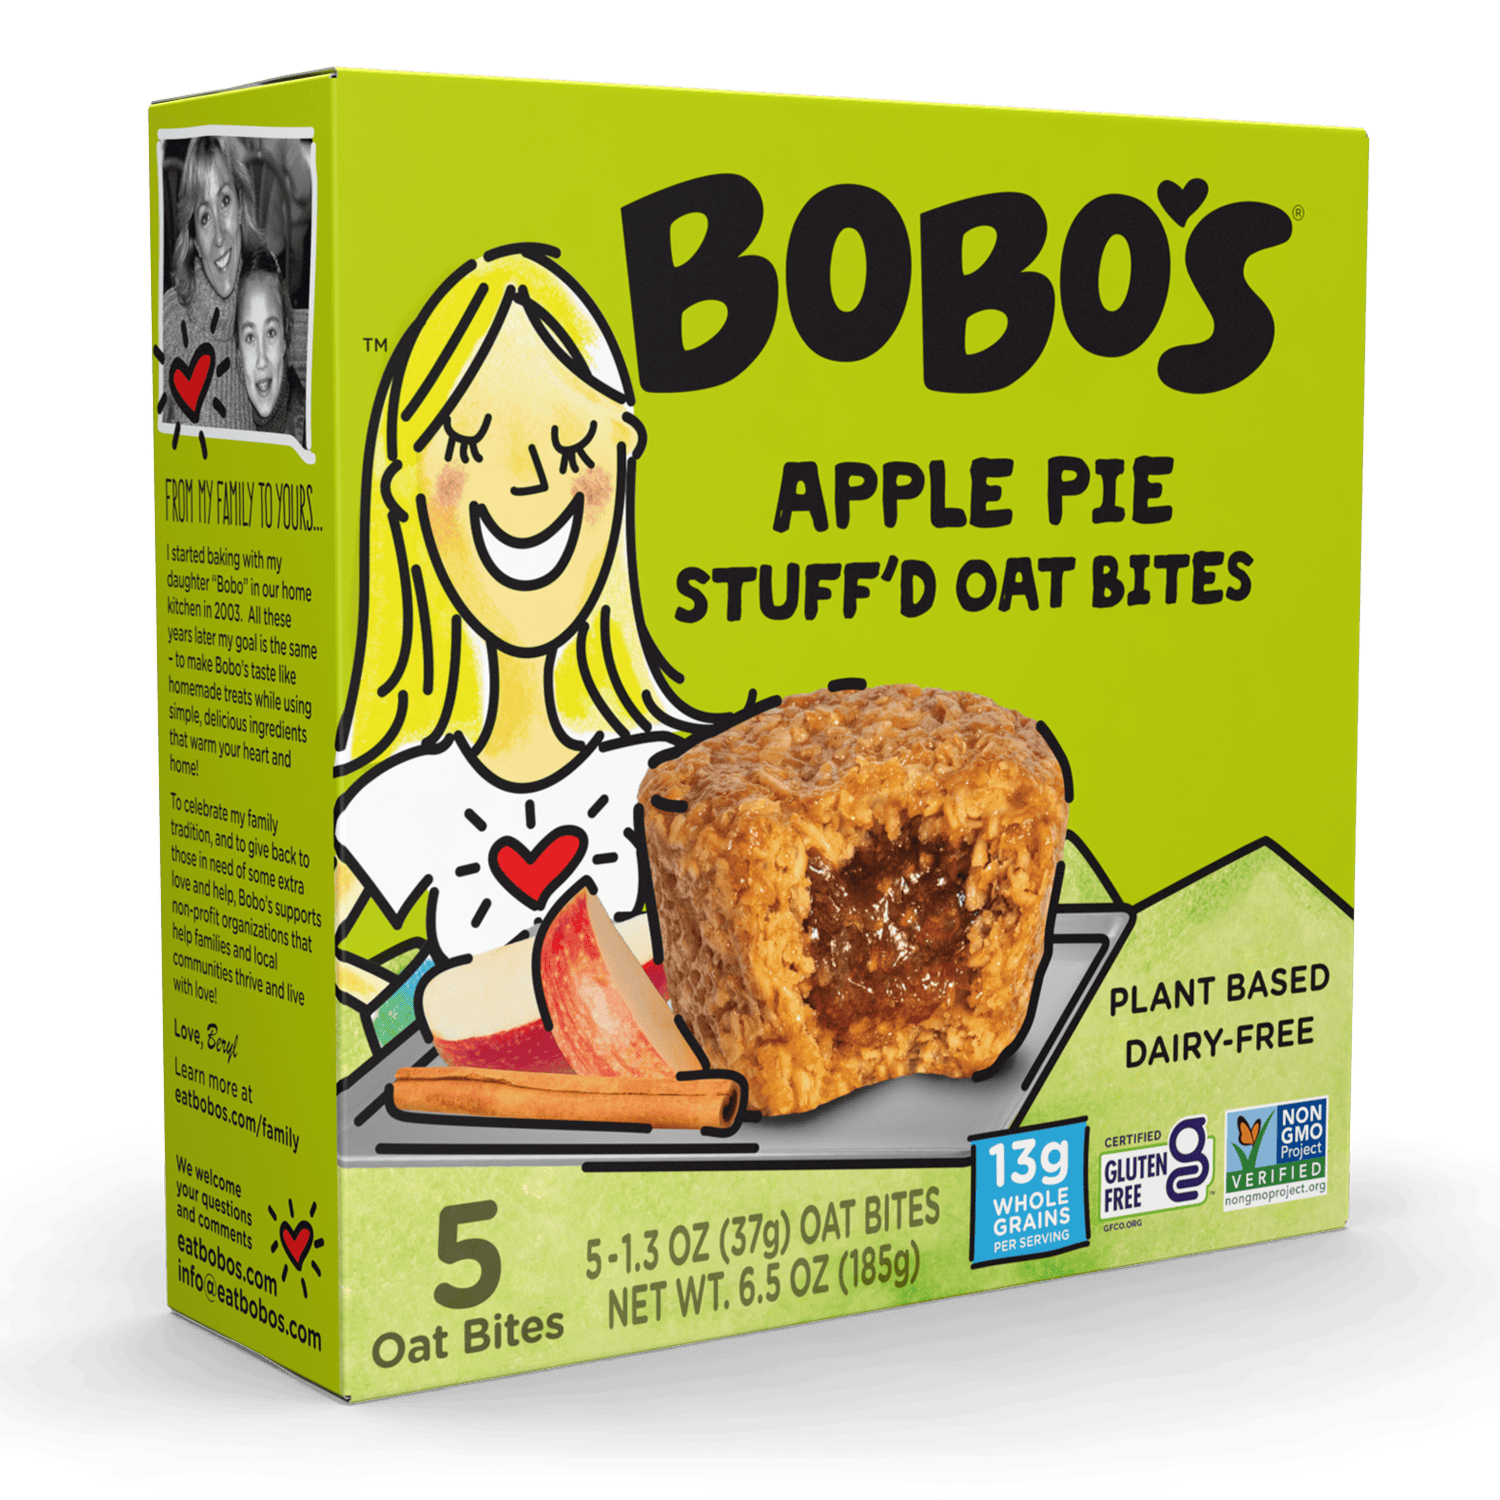 BOBO'S®
™
APPLE PIE
STUFF'D OAT BITES
PLANT BASED
DAIRY-FREE
13g
WHOLE
GRAINS
PER SERVING
CERTIFIED
GLUTEN
FREE
GFCO.ORG
NON
GMO
Project
VERIFIED
nongmoproject.org
5
Oat Bites
5-1.3 OZ (37g) OAT BITES
NET WT. 6.5 OZ (185g)
FROM MY FAMILY TO YOURS...
I started baking with my
daughter "Bobo" in our home
kitchen in 2003. All these
years later my goal is the same
- to make Bobo's taste like
homemade treats while using
simple, delicious ingredients
that warm your heart and
home!
To celebrate my family
tradition, and to give back to
those in need of some extra
love and help, Bobo's supports
non-profit organizations that
help families and local
communities thrive and live
with love!
Love, Beryl
Learn more at
eatbobos.com/family
We welcome
your questions
and comments
eatbobos.com
info@eatbobos.com